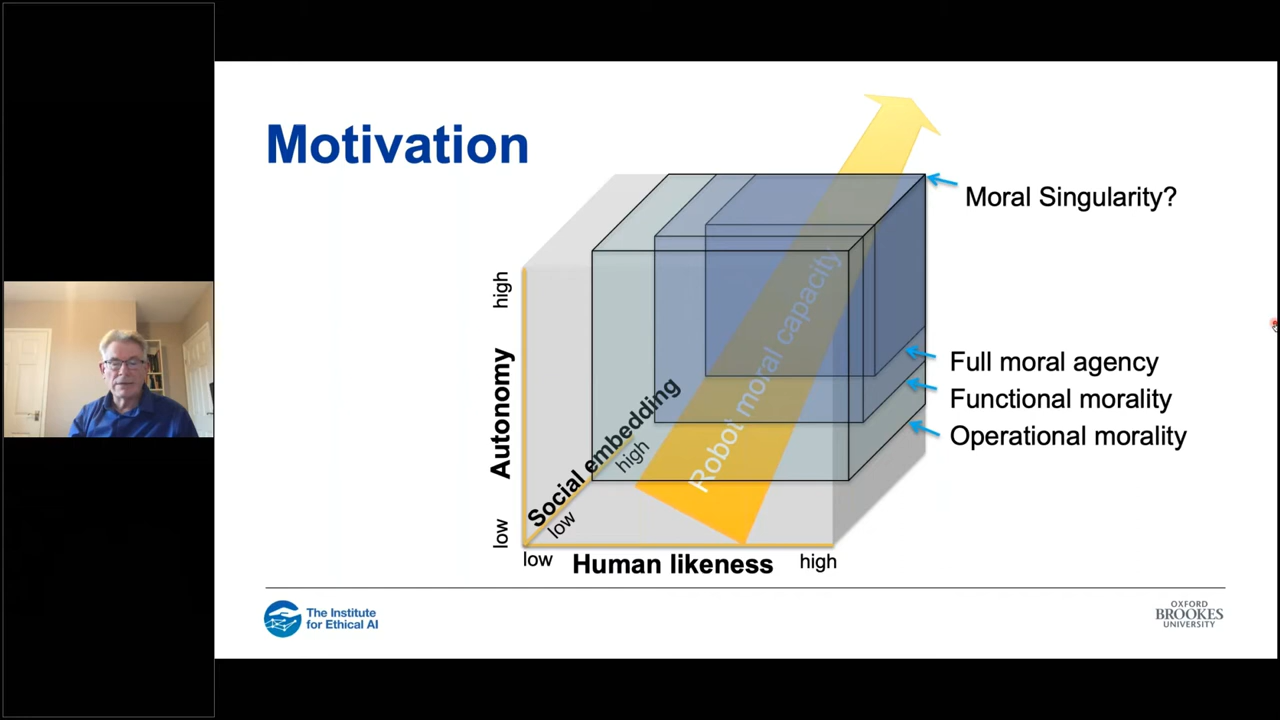 Motivation
Moral Singularity?
high
Autonomy
low
Social embedding
high
low
Robot moral capacity
Full moral agency
Functional morality
Operational morality
low
Human likeness
high
The Institute
for Ethical AI
OXFORD
BROOKES
UNIVERSITY